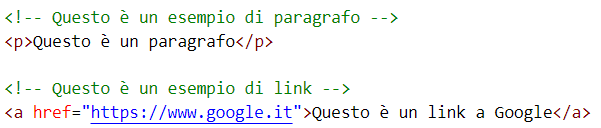 <!-- Questo è un esempio di paragrafo -->
<p>Questo è un paragrafo</p>
<!-- Questo è un esempio di link -->
<a href="https://www.google.it">Questo è un link a Google</a>